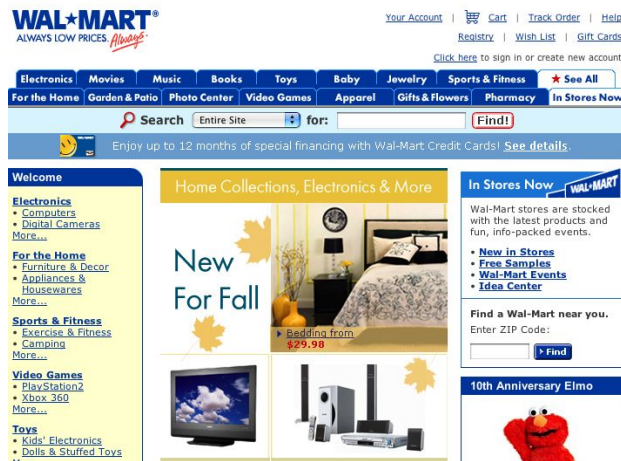 WAL★MART®
ALWAYS LOW PRICES. Always.
Your Account | Cart | Track Order | Help
Registry | Wish List | Gift Cards
Click here to sign in or create new account
Electronics Movies Music Books Toys Baby Jewelry Sports & Fitness ★ See All
For the Home Garden & Patio Photo Center Video Games Apparel Gifts & Flowers Pharmacy In Stores Now
Search Entire Site for: Find!
Enjoy up to 12 months of special financing with Wal-Mart Credit Cards! See details.
Welcome
Electronics
• Computers
• Digital Cameras
More...
For the Home
• Furniture & Decor
• Appliances &
Housewares
More...
Sports & Fitness
• Exercise & Fitness
• Camping
More...
Video Games
• PlayStation2
• Xbox 360
More...
Toys
• Kids' Electronics
• Dolls & Stuffed Toys
Home Collections, Electronics & More
New
For Fall
Bedding from
$29.98
In Stores Now WAL★MART
Wal-Mart stores are stocked
with the latest products and
fun, info-packed events.
• New in Stores
• Free Samples
• Wal-Mart Events
• Idea Center
Find a Wal-Mart near you.
Enter ZIP Code:
Find
10th Anniversary Elmo